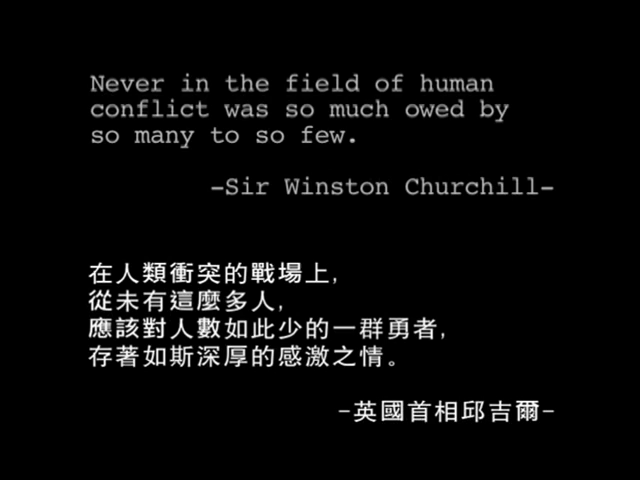 Never in the field of human
conflict was so much owed by
so many to so few.
-Sir Winston Churchill-
在人類衝突的戰場上,
從未有這麼多人,
應該對人數如此少的一群勇者,
存著如斯深厚的感激之情。
-英國首相邱吉爾-